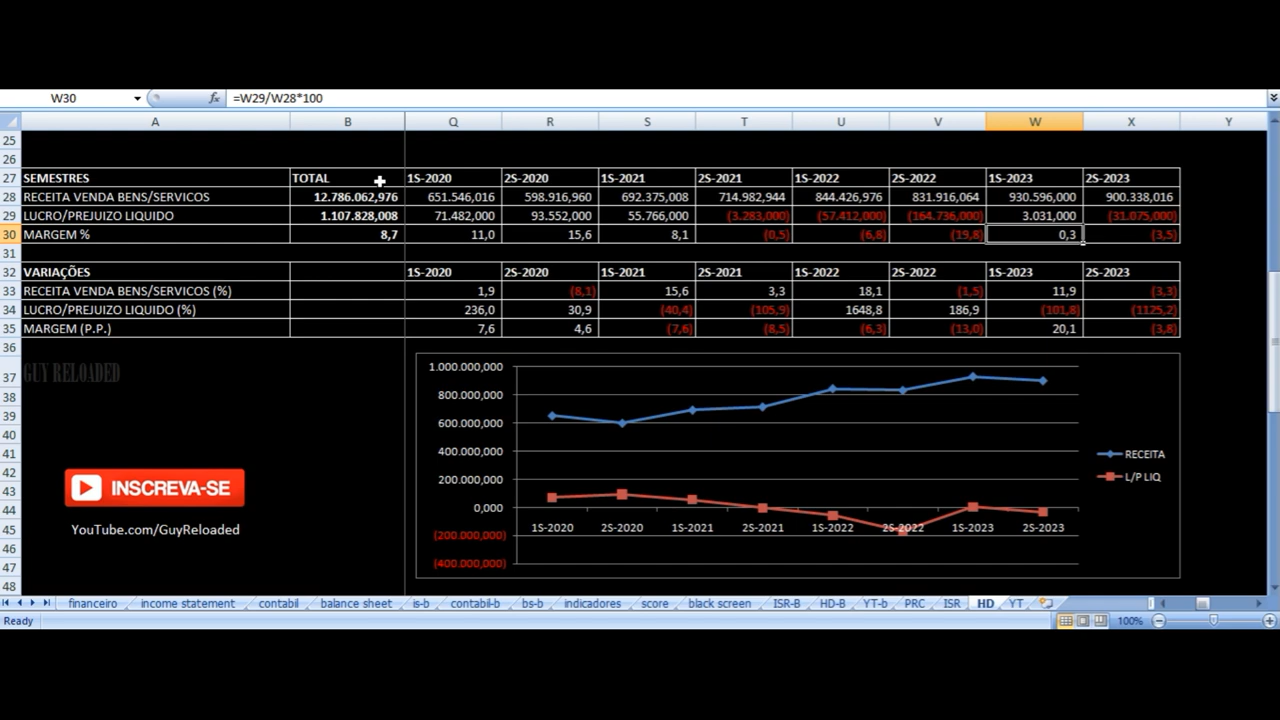 W30 fx =W29/W28*100
A B Q R S T U V W X Y
25
26
27 SEMESTRES TOTAL 1S-2020 2S-2020 1S-2021 2S-2021 1S-2022 2S-2022 1S-2023 2S-2023
28 RECEITA VENDA BENS/SERVICOS 12.786.062,976 651.546,016 598.916,960 692.375,008 714.982,944 844.426,976 831.916,064 930.596,000 900.338,016
29 LUCRO/PREJUIZO LIQUIDO 1.107.828,008 71.482,000 93.552,000 55.766,000 (3.283,000) (57.412,000) (164.736,000) 3.031,000 (31.075,000)
30 MARGEM % 8,7 11,0 15,6 8,1 (0,5) (6,8) (19,8) 0,3 (3,5)
31
32 VARIAÇÕES 1S-2020 2S-2020 1S-2021 2S-2021 1S-2022 2S-2022 1S-2023 2S-2023
33 RECEITA VENDA BENS/SERVICOS (%) 1,9 (8,1) 15,6 3,3 18,1 (1,5) 11,9 (3,3)
34 LUCRO/PREJUIZO LIQUIDO (%) 236,0 30,9 (40,4) (105,9) 1648,8 186,9 (101,8) (1125,2)
35 MARGEM (P.P.) 7,6 4,6 (7,6) (8,5) (6,3) (13,0) 20,1 (3,8)
36
37 GUY RELOADED
38
39
40
41
42
43
44
45
46
47
48
1.000.000,000
800.000,000
600.000,000
400.000,000
200.000,000
0,000
(200.000,000)
(400.000,000)
1S-2020 2S-2020 1S-2021 2S-2021 1S-2022 2S-2022 1S-2023 2S-2023
RECEITA
L/P LIQ
INSCREVA-SE
YouTube.com/GuyReloaded
financeiro income statement contabil balance sheet is-b contabil-b bs-b indicadores score black screen ISR-B HD-B YT-b PRC ISR HD YT
Ready 100%